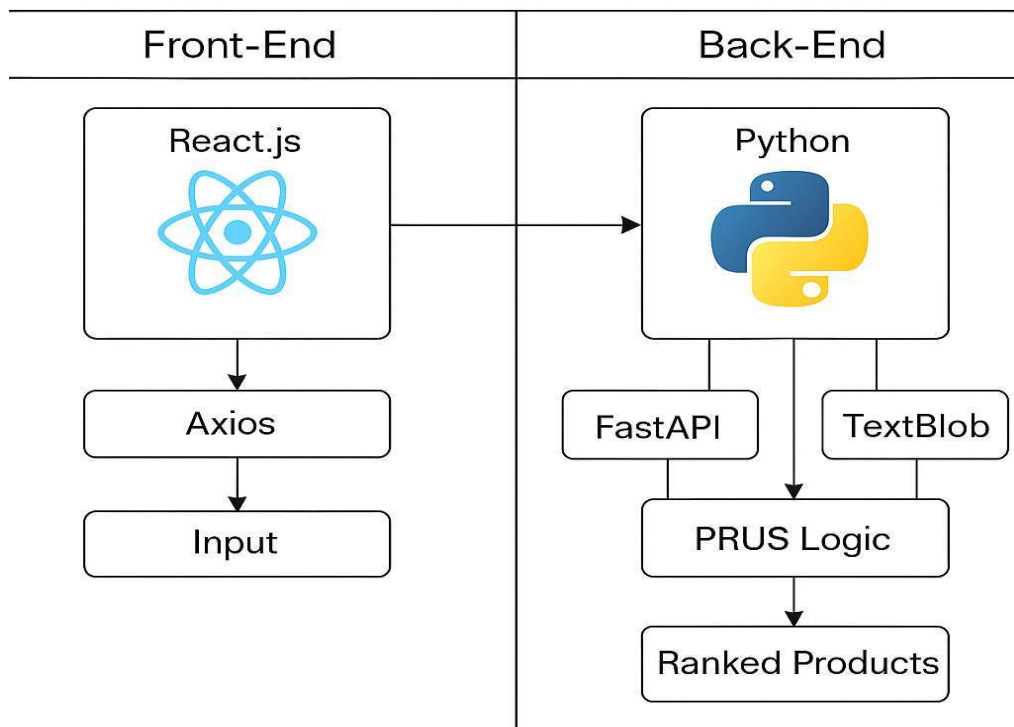 Front-End
Back-End
React.js
Python
Axios
FastAPI
TextBlob
Input
PRUS Logic
Ranked Products